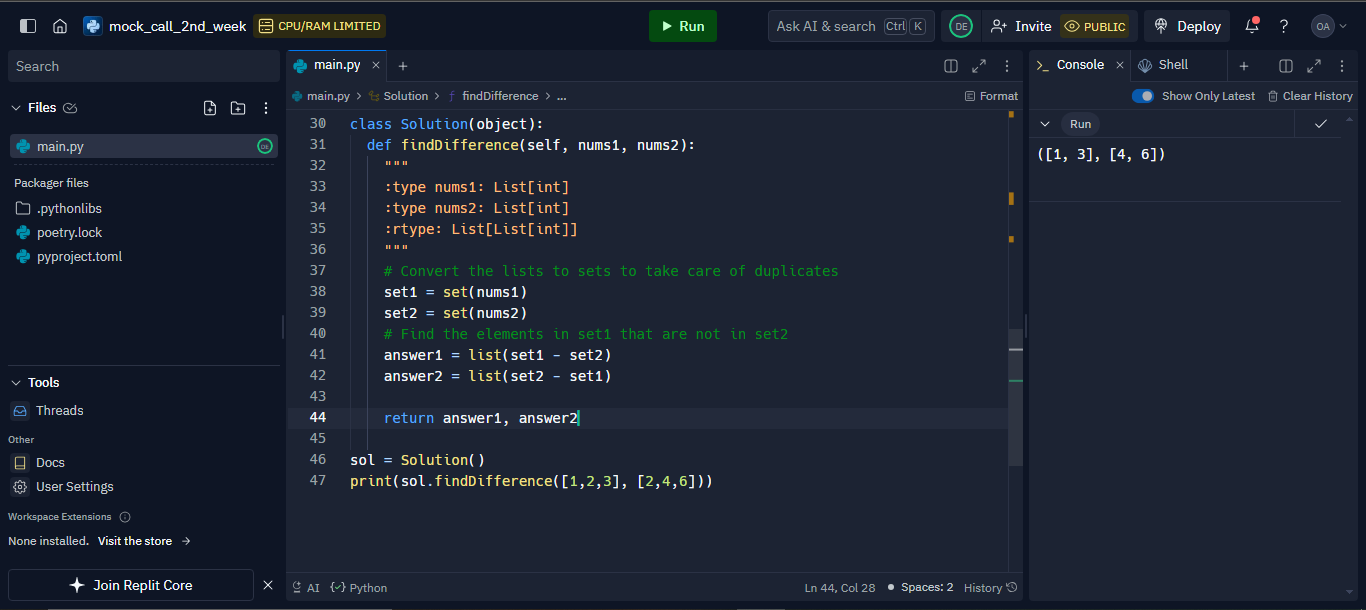 mock_call_2nd_week CPU/RAM LIMITED Run Ask AI & search Ctrl K DE Invite PUBLIC Deploy ? OA
Search
Files
main.py DE
Packager files
.pythonlibs
poetry.lock
pyproject.toml
Tools
Threads
Other
Docs
User Settings
Workspace Extensions
None installed. Visit the store →
Join Replit Core ×
main.py × +
main.py > Solution > f findDifference > ... Format
30 class Solution(object):
31 def findDifference(self, nums1, nums2):
32 """
33 :type nums1: List[int]
34 :type nums2: List[int]
35 :rtype: List[List[int]]
36 """
37 # Convert the lists to sets to take care of duplicates
38 set1 = set(nums1)
39 set2 = set(nums2)
40 # Find the elements in set1 that are not in set2
41 answer1 = list(set1 - set2)
42 answer2 = list(set2 - set1)
43
44 return answer1, answer2
45
46 sol = Solution()
47 print(sol.findDifference([1,2,3], [2,4,6]))
AI Python Ln 44, Col 28 • Spaces: 2 History
Console × Shell +
Show Only Latest Clear History
Run
([1, 3], [4, 6])